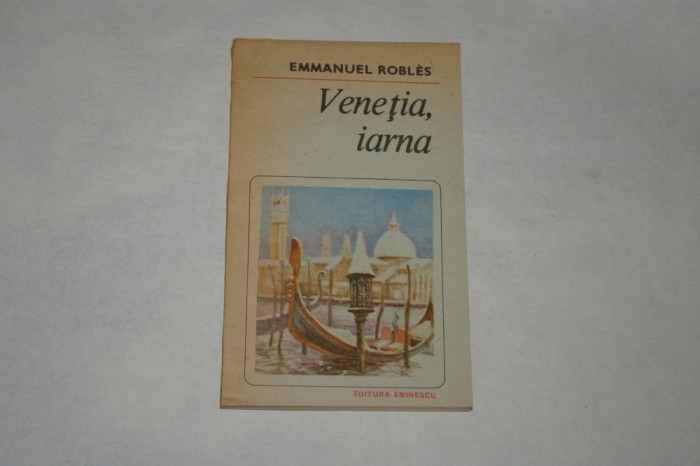 EMMANUEL ROBLÈS
Veneţia,
iarna
EDITURA EMINESCU